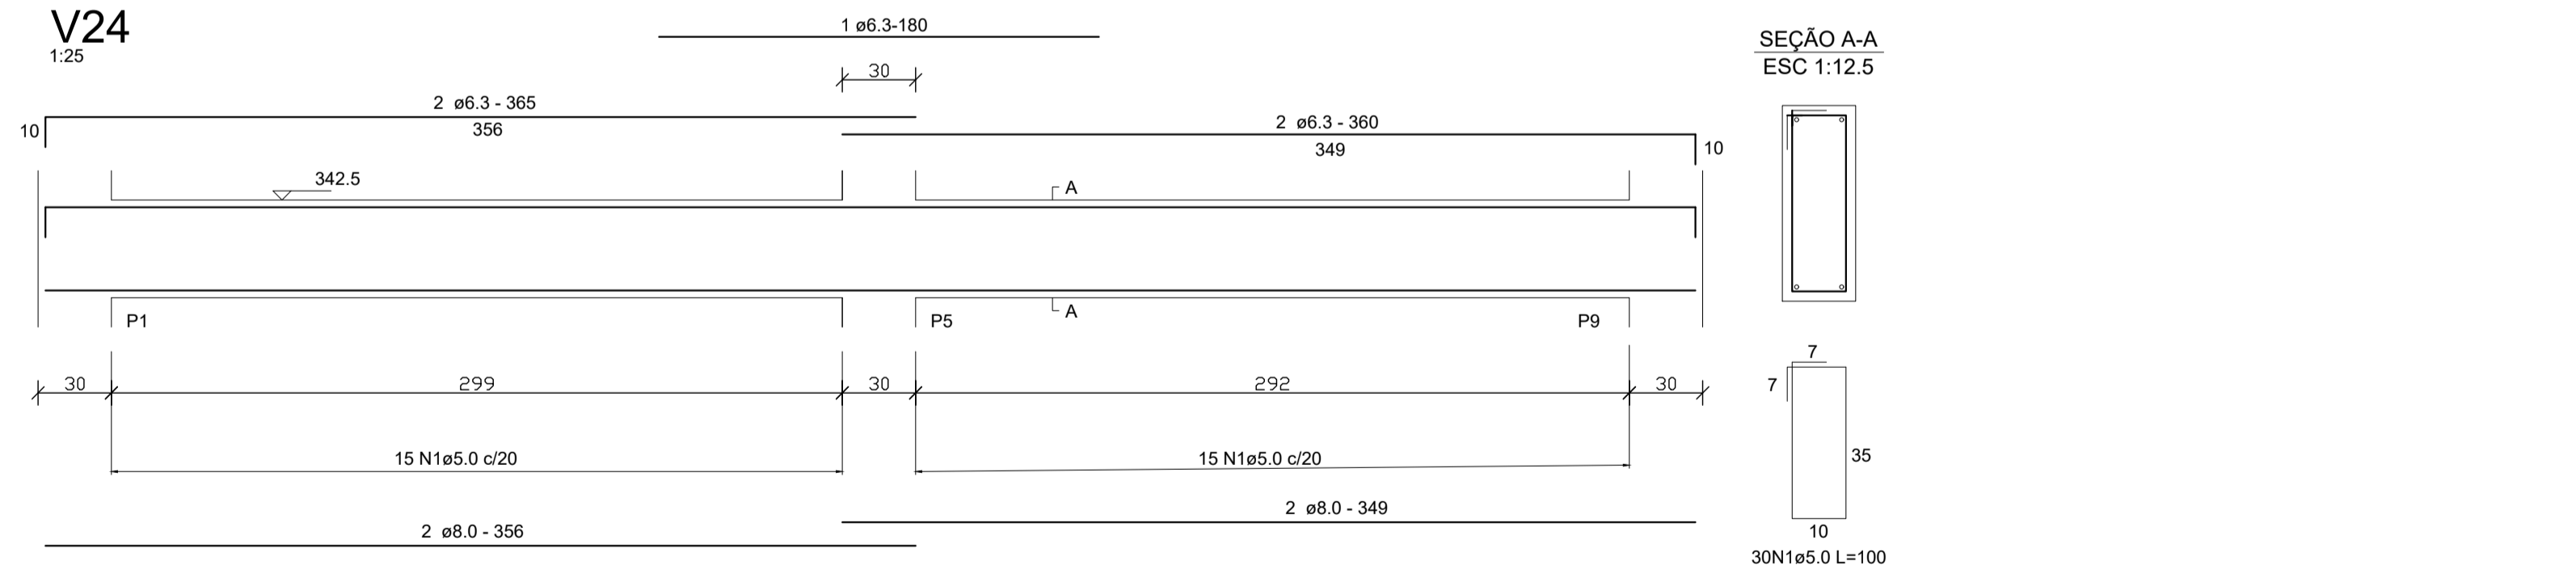 V24
1:25
1 ø6.3-180
30
2 ø6.3 - 365
356
10
2 ø6.3 - 360
349
10
342.5
A
A
P1
P5
P9
30
299
30
292
30
15 N1ø5.0 c/20
15 N1ø5.0 c/20
2 ø8.0 - 349
2 ø8.0 - 356
SEÇÃO A-A
ESC 1:12.5
7
7
35
10
30N1ø5.0 L=100